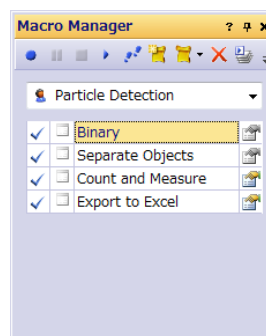 Macro Manager
Particle Detection
Binary
Separate Objects
Count and Measure
Export to Excel